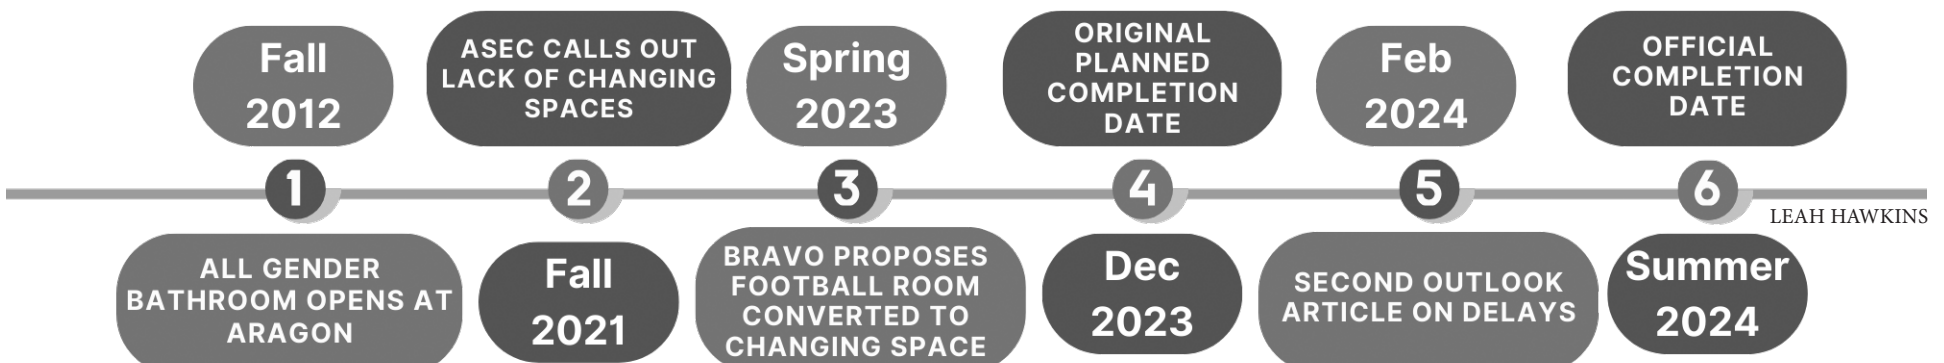 Fall
2012
1
ALL GENDER
BATHROOM OPENS AT
ARAGON
ASEC CALLS OUT
LACK OF CHANGING
SPACES
2
Fall
2021
Spring
2023
3
BRAVO PROPOSES
FOOTBALL ROOM
CONVERTED TO
CHANGING SPACE
ORIGINAL
PLANNED
COMPLETION
DATE
4
Dec
2023
Feb
2024
5
SECOND OUTLOOK
ARTICLE ON DELAYS
OFFICIAL
COMPLETION
DATE
6
Summer
2024
LEAH HAWKINS